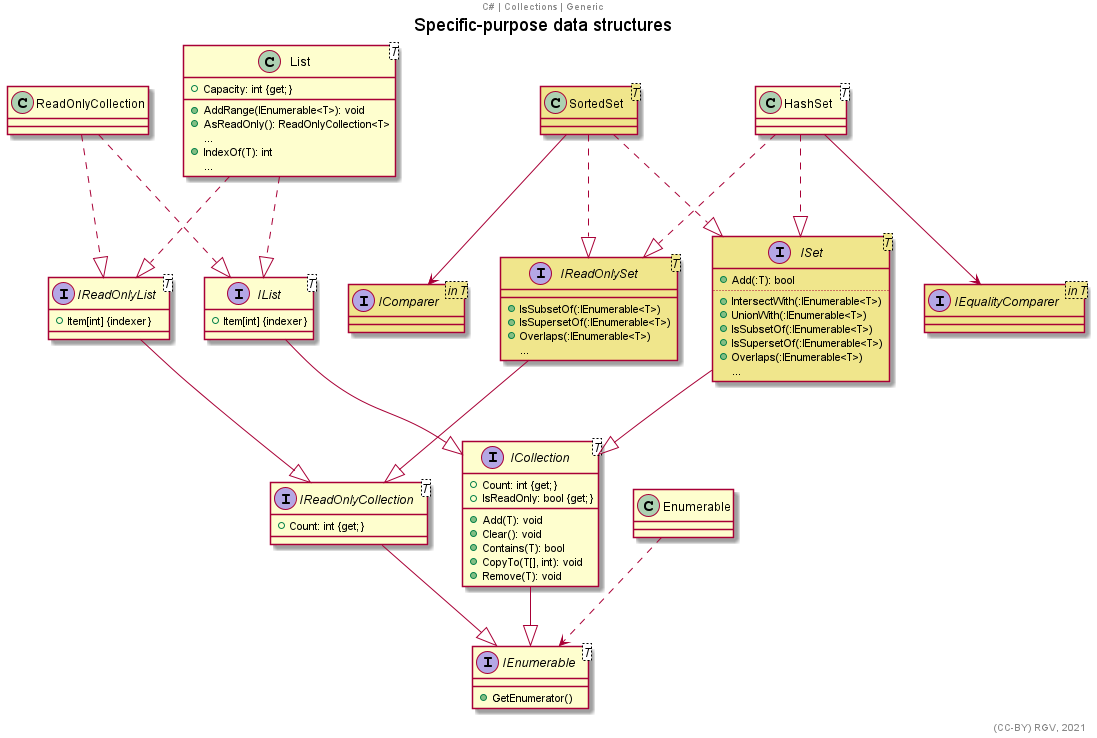 C# | Collections | Generic
Specific-purpose data structures
C ReadOnlyCollection
C List T
Capacity: int {get; }
AddRange(IEnumerable<T>): void
AsReadOnly(): ReadOnlyCollection<T>
...
IndexOf(T): int
...
C SortedSet T
C HashSet T
I IReadOnlyList T
Item[int] {indexer}
I IList T
Item[int] {indexer}
I IComparer in T
I IReadOnlySet T
IsSubsetOf(:IEnumerable<T>)
IsSupersetOf(:IEnumerable<T>)
Overlaps(:IEnumerable<T>)
...
I ISet T
Add(:T): bool
IntersectWith(:IEnumerable<T>)
UnionWith(:IEnumerable<T>)
IsSubsetOf(:IEnumerable<T>)
IsSupersetOf(:IEnumerable<T>)
Overlaps(:IEnumerable<T>)
...
I IEqualityComparer in T
I IReadOnlyCollection T
Count: int {get; }
I ICollection T
Count: int {get; }
IsReadOnly: bool {get; }
Add(T): void
Clear(): void
Contains(T): bool
CopyTo(T[], int): void
Remove(T): void
C Enumerable
I IEnumerable T
GetEnumerator()
(CC-BY) RGV, 2021